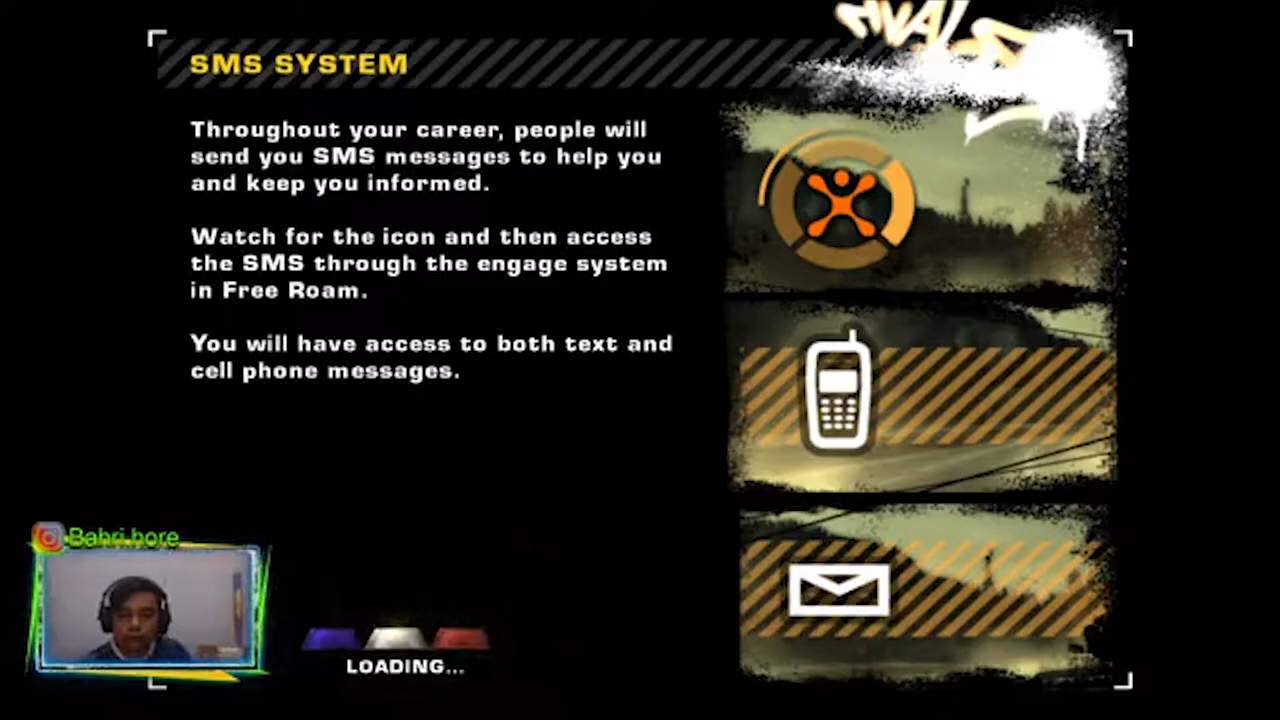 SMS SYSTEM
Throughout your career, people will
send you SMS messages to help you
and keep you informed.
Watch for the icon and then access
the SMS through the engage system
in Free Roam.
You will have access to both text and
cell phone messages.
Bahri.bore
LOADING...